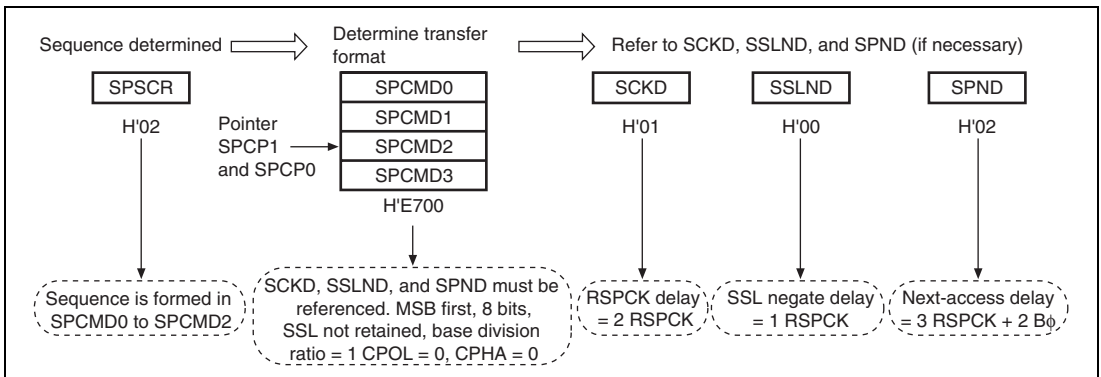 Sequence determined
Determine transfer
format
Refer to SCKD, SSLND, and SPND (if necessary)
SPSCR
H'02
Pointer
SPCP1
and SPCP0
SPCMD0
SPCMD1
SPCMD2
SPCMD3
H'E700
SCKD
H'01
SSLND
H'00
SPND
H'02
Sequence is formed in
SPCMD0 to SPCMD2
SCKD, SSLND, and SPND must be
referenced. MSB first, 8 bits,
SSL not retained, base division
ratio = 1 CPOL = 0, CPHA = 0
RSPCK delay
= 2 RSPCK
SSL negate delay
= 1 RSPCK
Next-access delay
= 3 RSPCK + 2 Bϕ